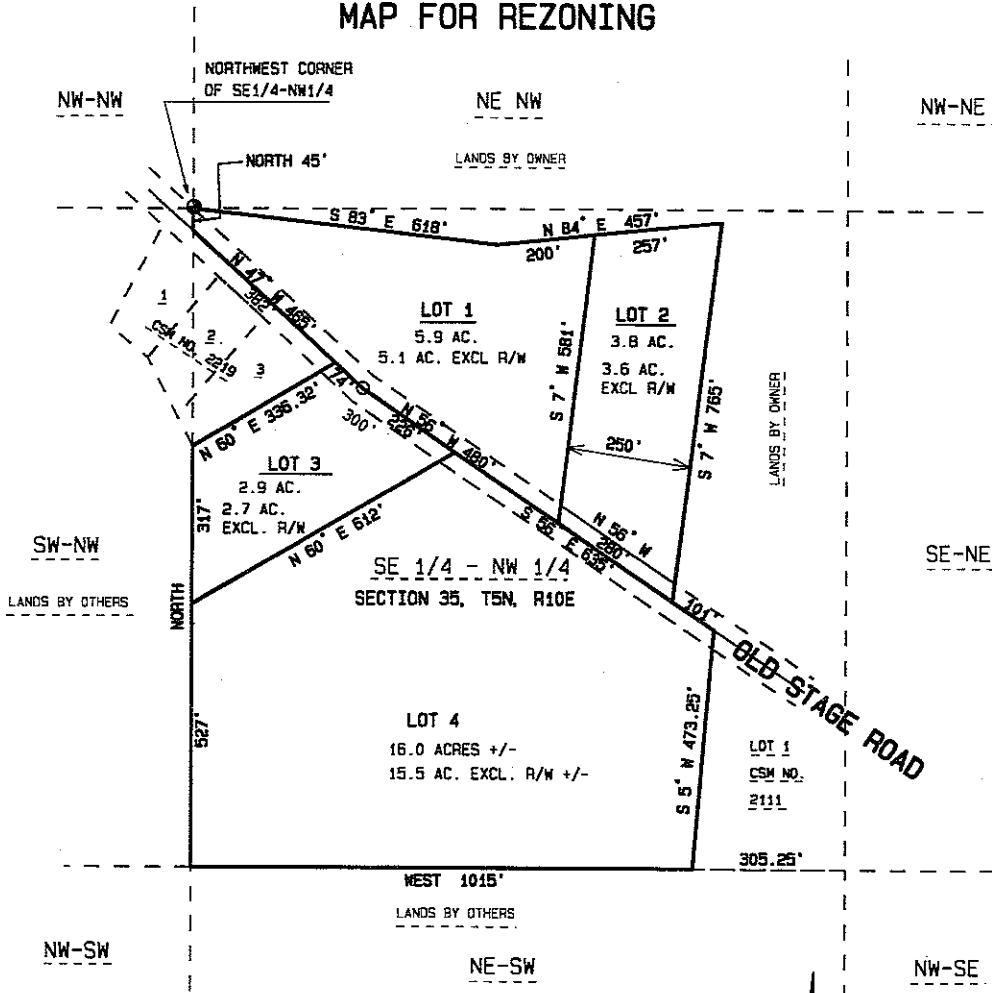 MAP FOR REZONING
NORTHWEST CORNER
OF SE1/4-NW1/4
NW-NW
NE NW
NW-NE
LANDS BY OWNER
NORTH 45'
S 83° E 618'
N 84° E 457'
200'
257'
N 47° W 465'
382'
LOT 1
5.9 AC.
5.1 AC. EXCL R/W
LOT 2
3.8 AC.
3.6 AC.
EXCL R/W
1
2.
3
CSM NO. 2219
S 7° W 581'
S 7° W 765'
LANDS BY OWNER
74'
300'
N 56° W 480'
226'
250'
N 60° E 336.32'
LOT 3
2.9 AC.
2.7 AC.
EXCL. R/W
317'
N 60° E 612'
N 56° W
280'
S 56° E 635'
SW-NW
LANDS BY OTHERS
NORTH
SE 1/4 - NW 1/4
SECTION 35, T5N, R10E
SE-NE
101'
OLD STAGE ROAD
LOT 4
16.0 ACRES +/-
15.5 AC. EXCL. R/W +/-
527'
S 5° W 473.25'
LOT 1
CSM NO.
2111
305.25'
WEST 1015'
LANDS BY OTHERS
NW-SW
NE-SW
NW-SE